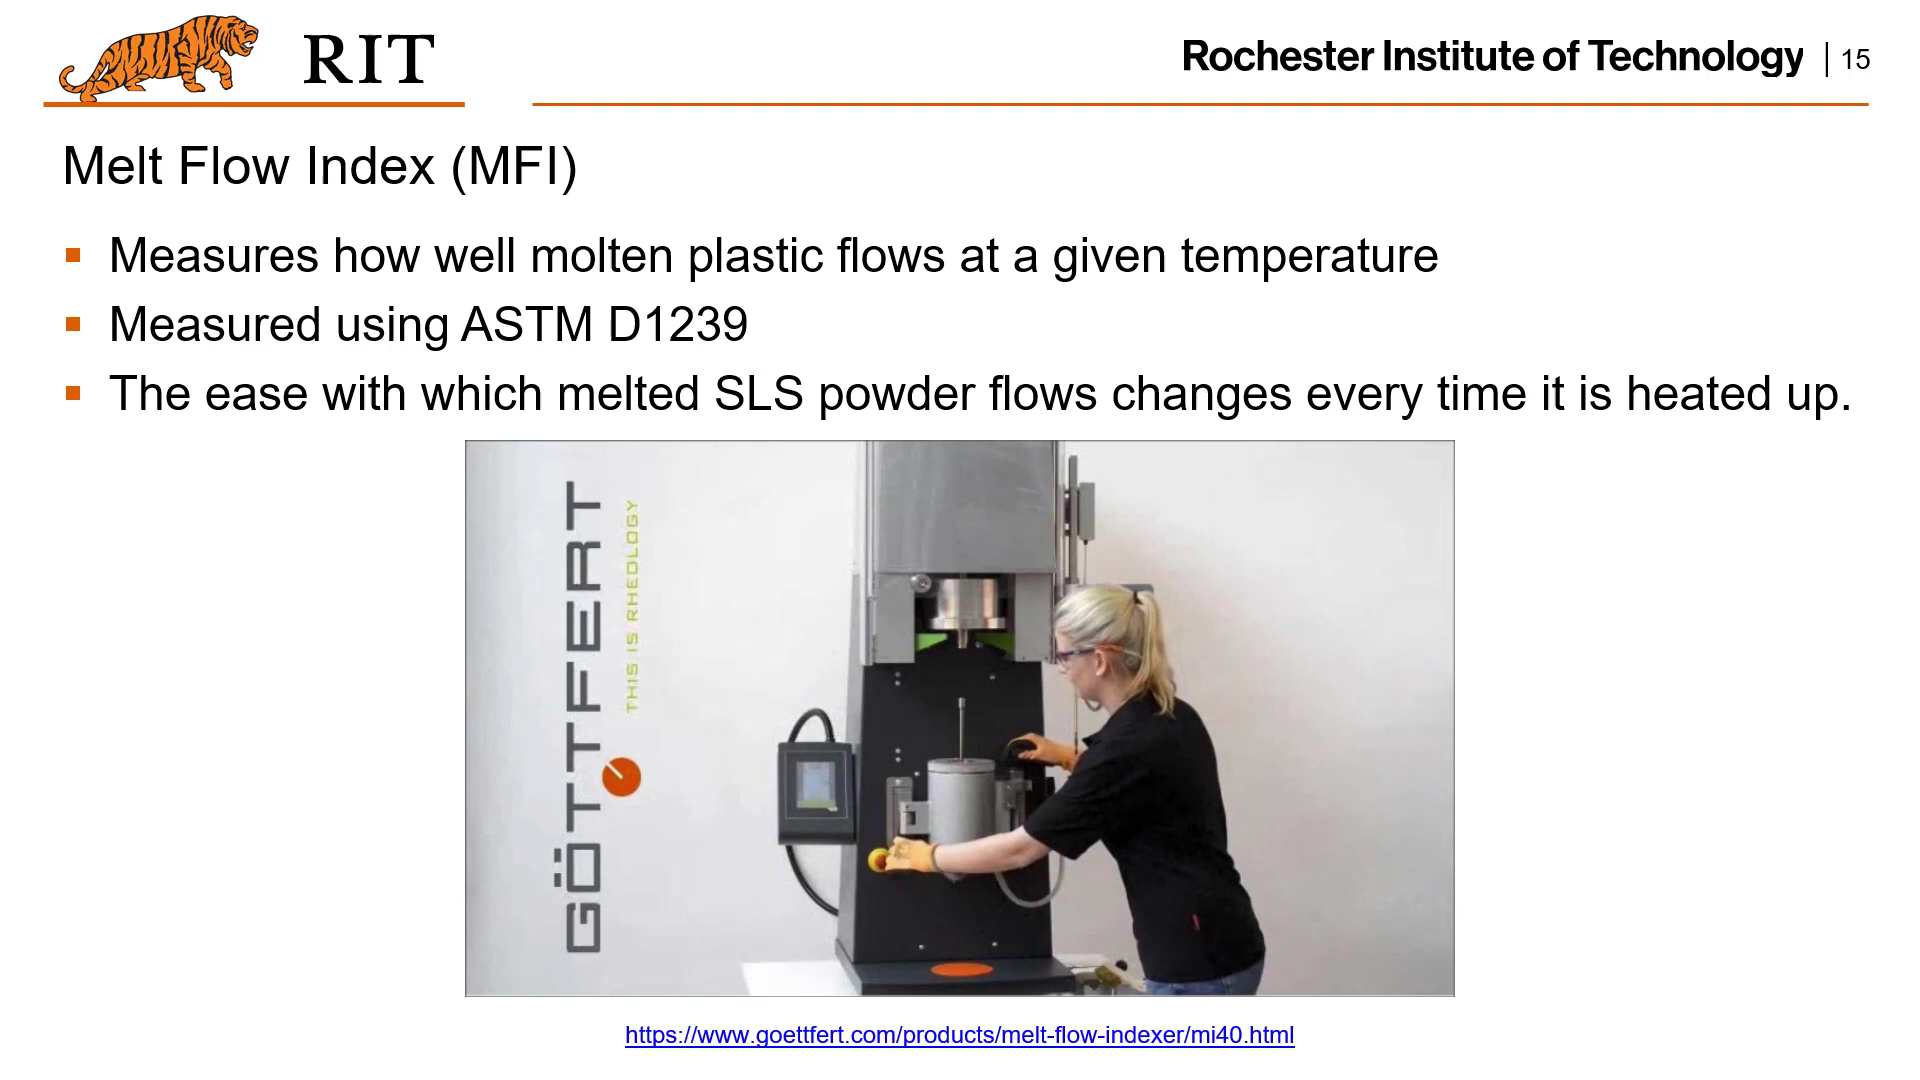 RIT
Rochester Institute of Technology | 15
Melt Flow Index (MFI)
Measures how well molten plastic flows at a given temperature
Measured using ASTM D1239
The ease with which melted SLS powder flows changes every time it is heated up.
GÖTTFERT
THIS IS RHEOLOGY
https://www.goettfert.com/products/melt-flow-indexer/mi40.html